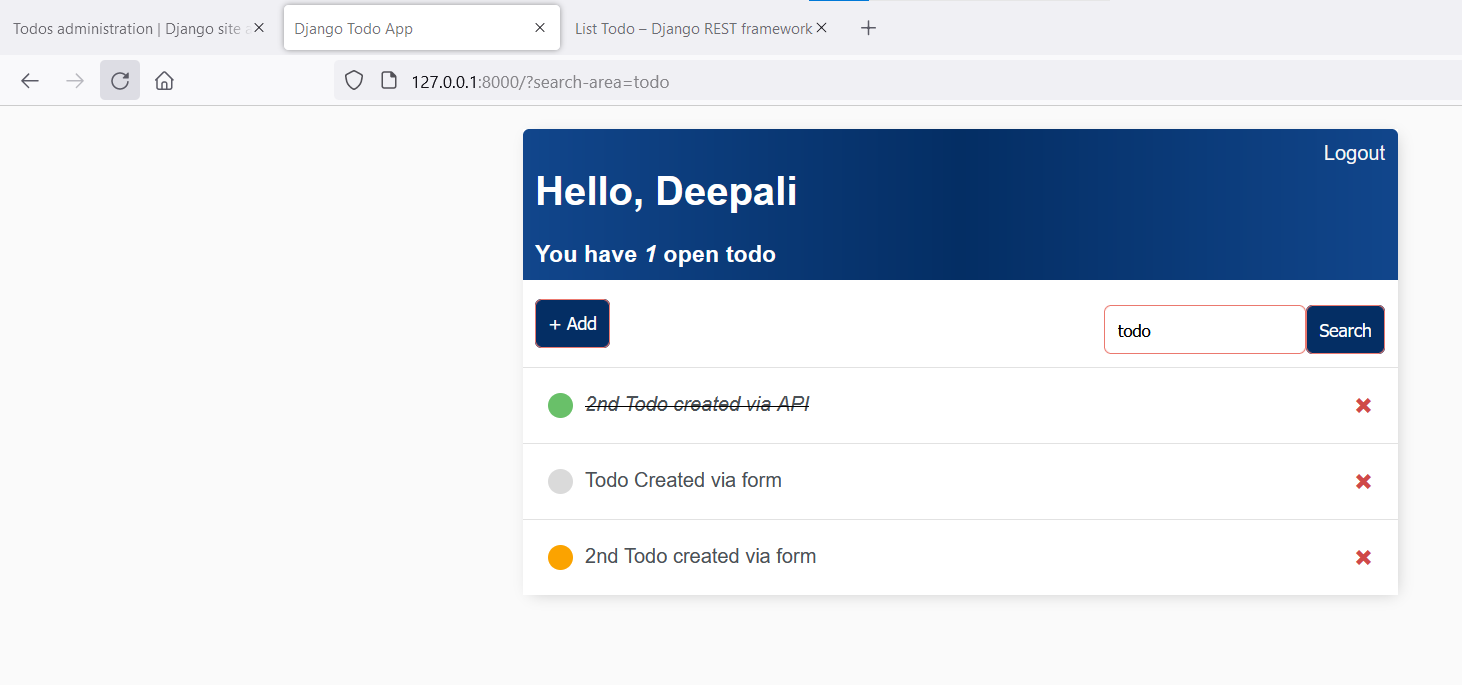 Todos administration | Django site a
Django Todo App
List Todo – Django REST framework
127.0.0.1:8000/?search-area=todo
Logout
Hello, Deepali
You have 1 open todo
+ Add
todo
Search
2nd Todo created via API
Todo Created via form
2nd Todo created via form